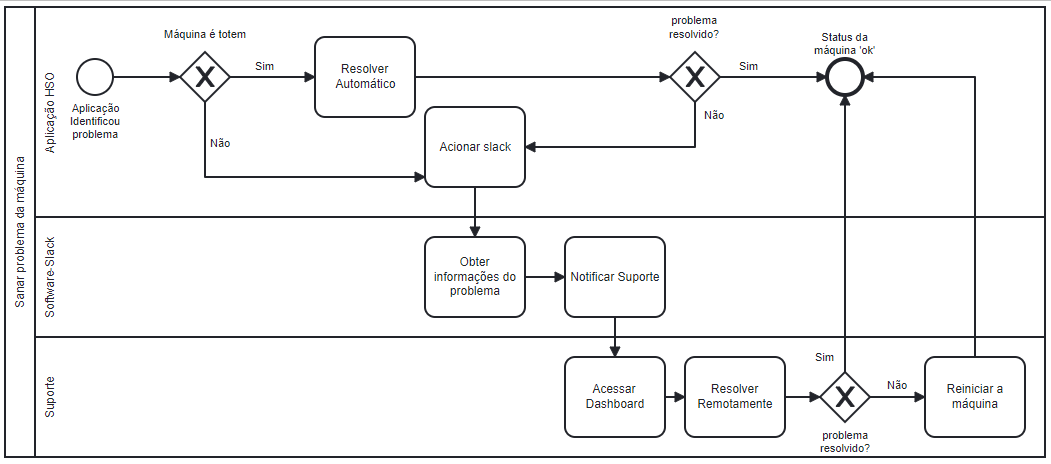 Sanar problema da máquina
Aplicação HSO
Aplicação
Identificou
problema
Máquina é totem
Sim
Não
Resolver
Automático
Acionar slack
problema
resolvido?
Sim
Não
Status da
máquina 'ok'
Software-Slack
Obter
informações do
problema
Notificar Suporte
Suporte
Acessar
Dashboard
Resolver
Remotamente
Sim
problema
resolvido?
Não
Reiniciar a
máquina